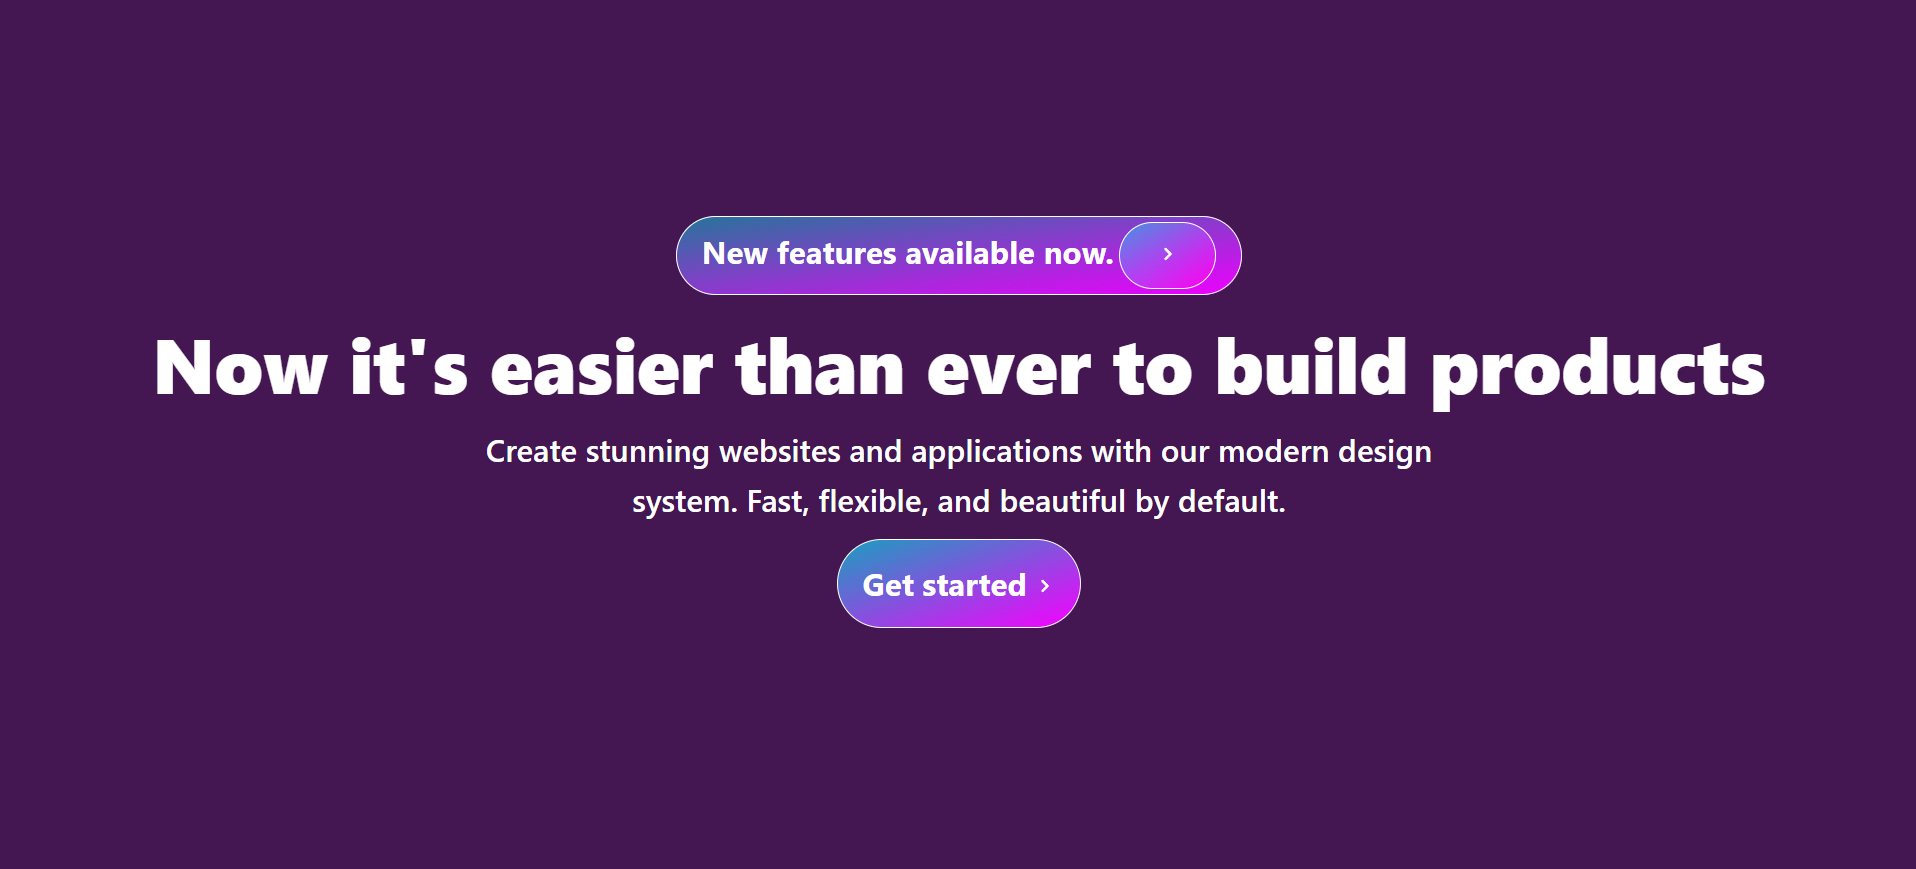 New features available now.
Now it's easier than ever to build products
Create stunning websites and applications with our modern design
system. Fast, flexible, and beautiful by default.
Get started